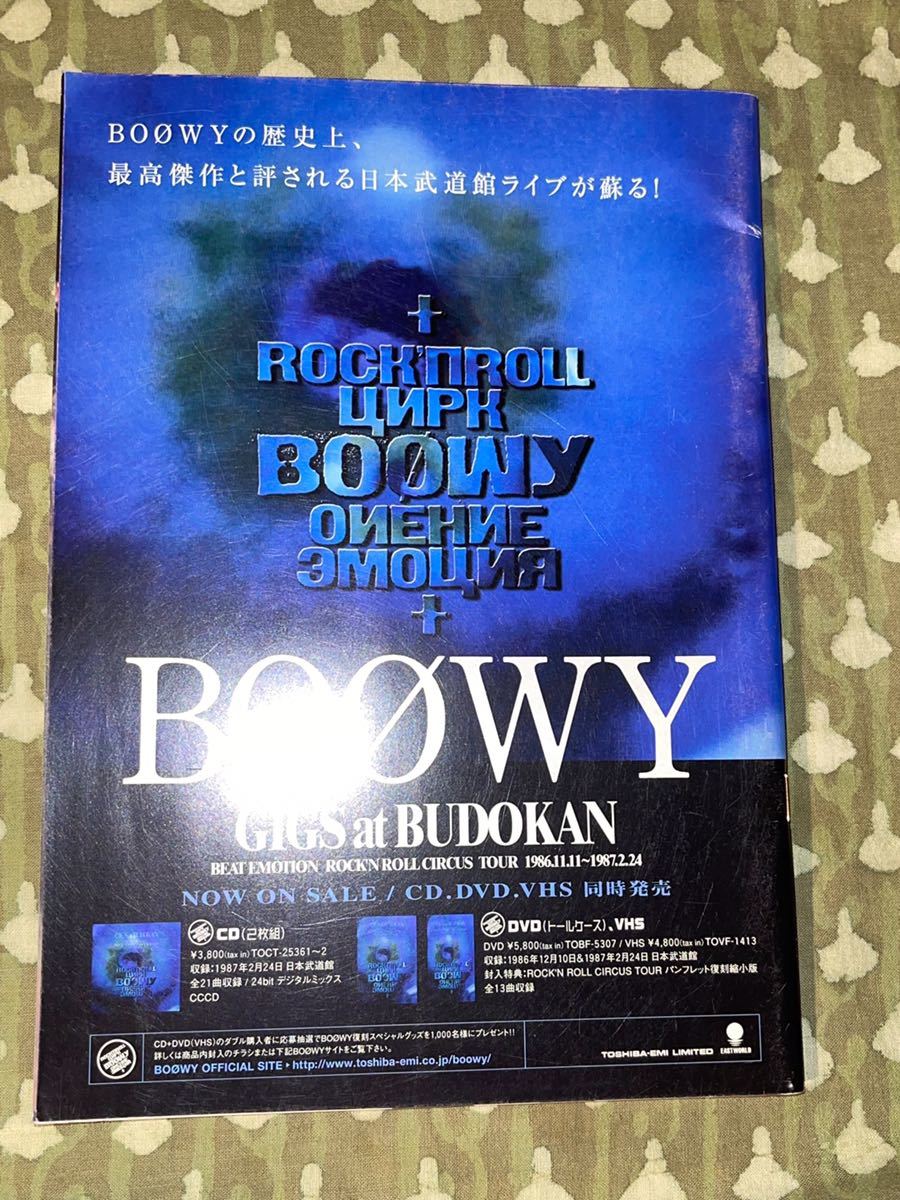 BOØWYの歴史上、
最高傑作と評される日本武道館ライブが蘇る!
ROCK'ПROLL
ЦИРК
BOØWY
ОИЕНИЕ
ЭМОЦИЯ
BOØWY
GIGS at BUDOKAN
BEAT EMOTION ROCK'N ROLL CIRCUS TOUR 1986.11.11~1987.2.24
NOW ON SALE / CD.DVD.VHS 同時発売
CD(2枚組)
¥3,800(tax in) TOCT-25361~2
収録:1987年2月24日 日本武道館
全21曲収録 / 24bit デジタルミックス
CCCD
DVD(トールケース)、VHS
DVD ¥5,800(tax in) TOBF-5307 / VHS ¥4,800(tax in) TOVF-1413
収録:1986年12月10日&1987年2月24日 日本武道館
封入特典:ROCK'N ROLL CIRCUS TOUR パンフレット復刻縮小版
全13曲収録
CD+DVD(VHS)のダブル購入者に応募抽選でBOØWY復刻スペシャルグッズを1,000名様にプレゼント!!
詳しくは商品内封入のチラシまたは下記BOØWYサイトをご覧下さい。
BOØWY OFFICIAL SITE ▶ http://www.toshiba-emi.co.jp/boowy/
TOSHIBA-EMI LIMITED
EASTWORLD